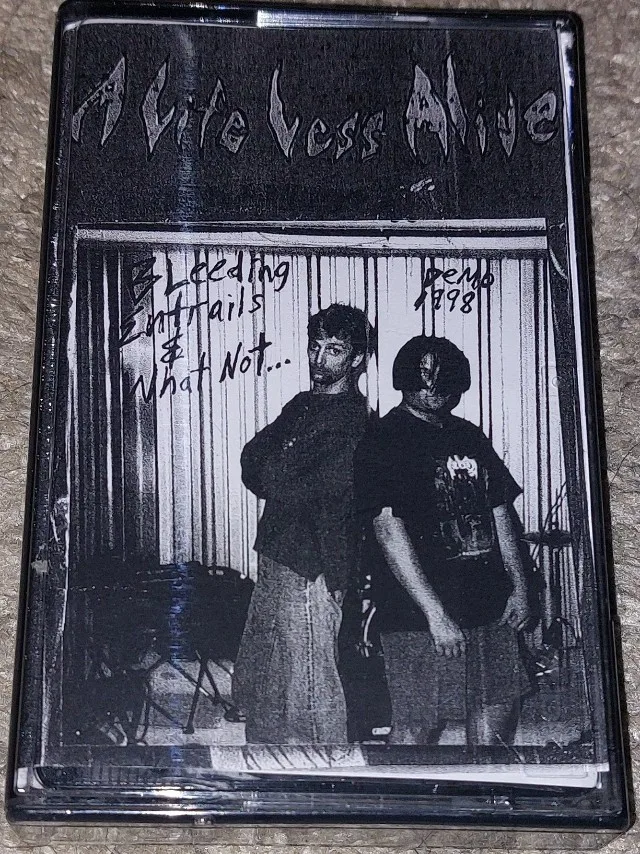 A Life Less Alive
Bleeding
Entrails
&
What Not...
Demo
1998